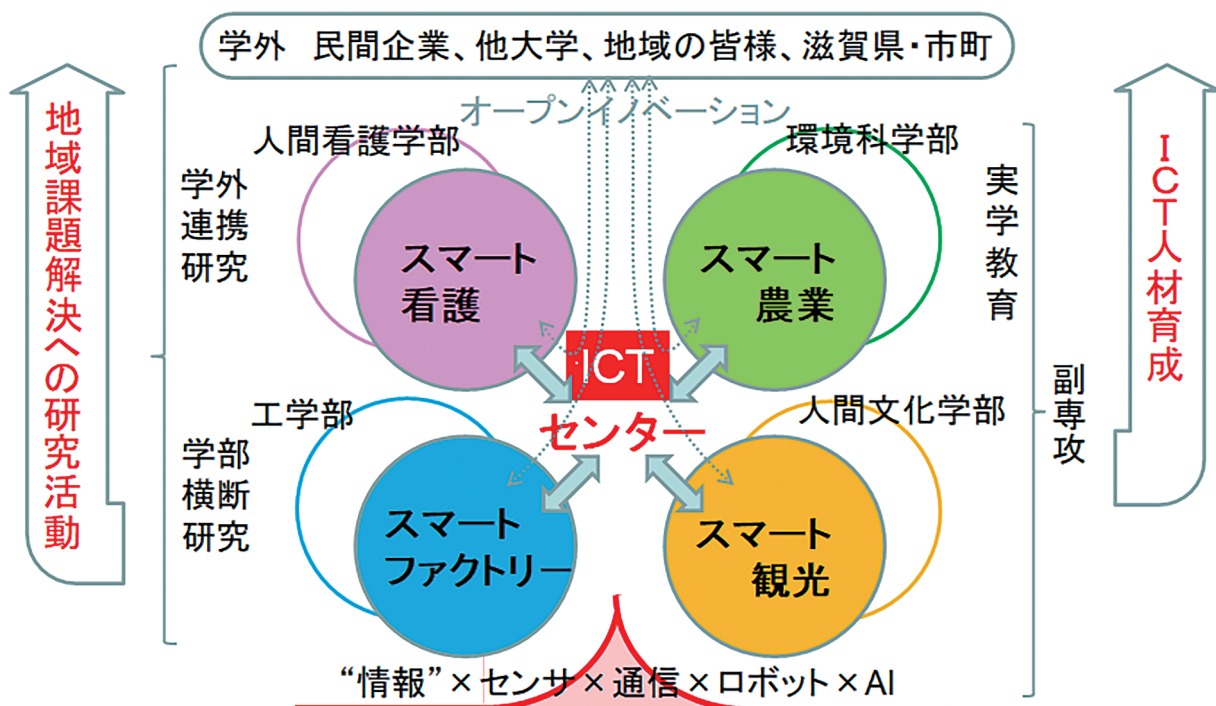 学外 民間企業、他大学、地域の皆様、滋賀県・市町
オープンイノベーション
地域課題解決への研究活動
学外
連携
研究
学部
横断
研究
人間看護学部
スマート
看護
環境科学部
スマート
農業
ICT
センター
工学部
スマート
ファクトリー
人間文化学部
スマート
観光
“情報”×センサ×通信×ロボット×AI
実学教育
副専攻
ICT人材育成